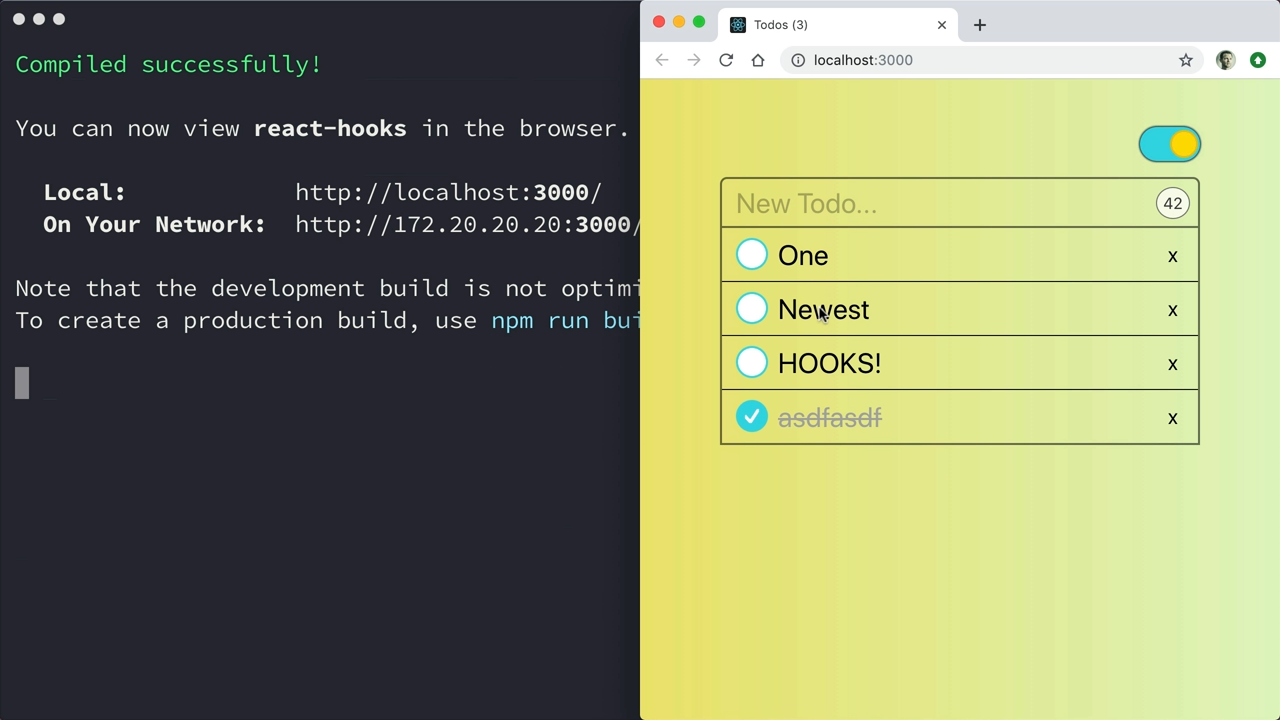 Compiled successfully!
You can now view react-hooks in the browser.
Local: http://localhost:3000/
On Your Network: http://172.20.20.20:3000/
Note that the development build is not optimi
To create a production build, use npm run bui
Todos (3)
localhost:3000
New Todo... 42
One x
Newest x
HOOKS! x
asdfasdf x